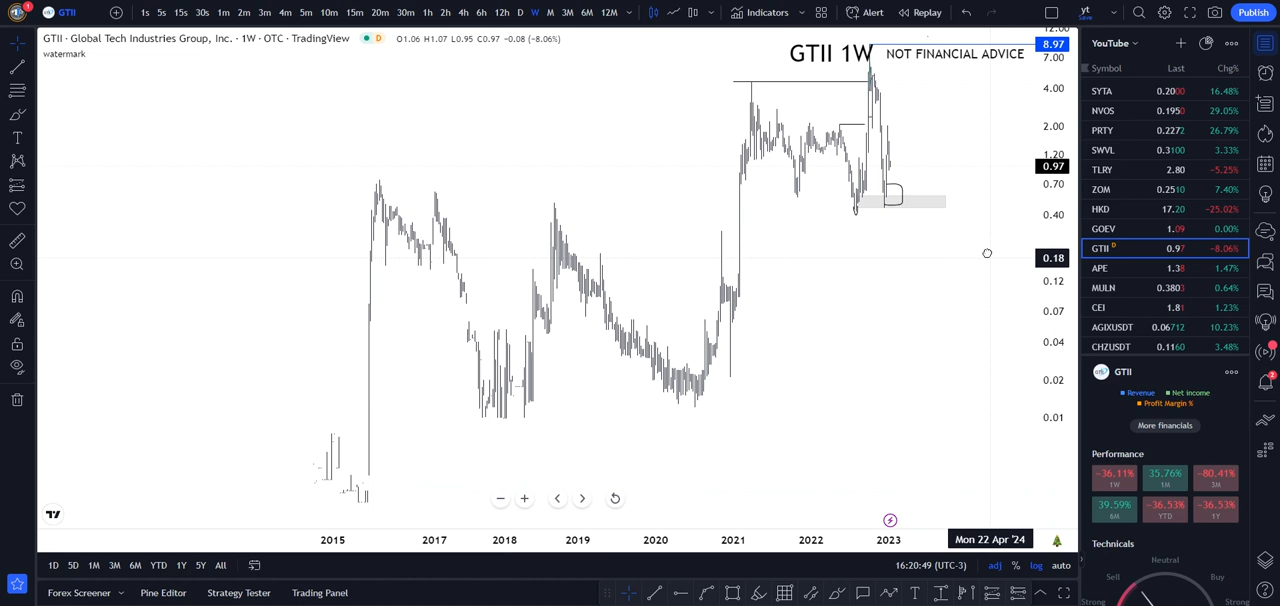 GTII
1s 5s 15s 30s 1m 2m 3m 4m 5m 10m 15m 20m 30m 1h 2h 4h 6h 12h D W M 3M 6M 12M
Indicators
Alert
Replay
yt
Save
Publish
GTII · Global Tech Industries Group, Inc. · 1W · OTC · TradingView D O1.06 H1.07 L0.95 C0.97 −0.08 (−8.06%)
watermark
GTII 1W NOT FINANCIAL ADVICE
12.00
8.97
7.00
4.00
2.00
1.20
0.97
0.70
0.40
0.18
0.12
0.07
0.04
0.02
0.01
2015 2017 2018 2019 2020 2021 2022 2023 Mon 22 Apr '24
1D 5D 1M 3M 6M YTD 1Y 5Y All
16:20:49 (UTC-3) adj % log auto
Forex Screener Pine Editor Strategy Tester Trading Panel
YouTube
Symbol Last Chg%
SYTA 0.2000 16.48%
NVOS 0.1950 29.05%
PRTY 0.2272 26.79%
SWVL 0.3100 3.33%
TLRY 2.80 −5.25%
ZOM 0.2510 7.40%
HKD 17.20 −25.02%
GOEV 1.09 0.00%
GTII D 0.97 −8.06%
APE 1.38 1.47%
MULN 0.3803 0.64%
CEI 1.81 1.23%
AGIXUSDT 0.06712 10.23%
CHZUSDT 0.1160 3.48%
GTII
Revenue Net income
Profit Margin %
More financials
Performance
−36.11% 35.76% −80.41%
1W 1M 3M
39.59% −36.53% −36.53%
6M YTD 1Y
Technicals
Neutral
Sell Buy
Strong Strong